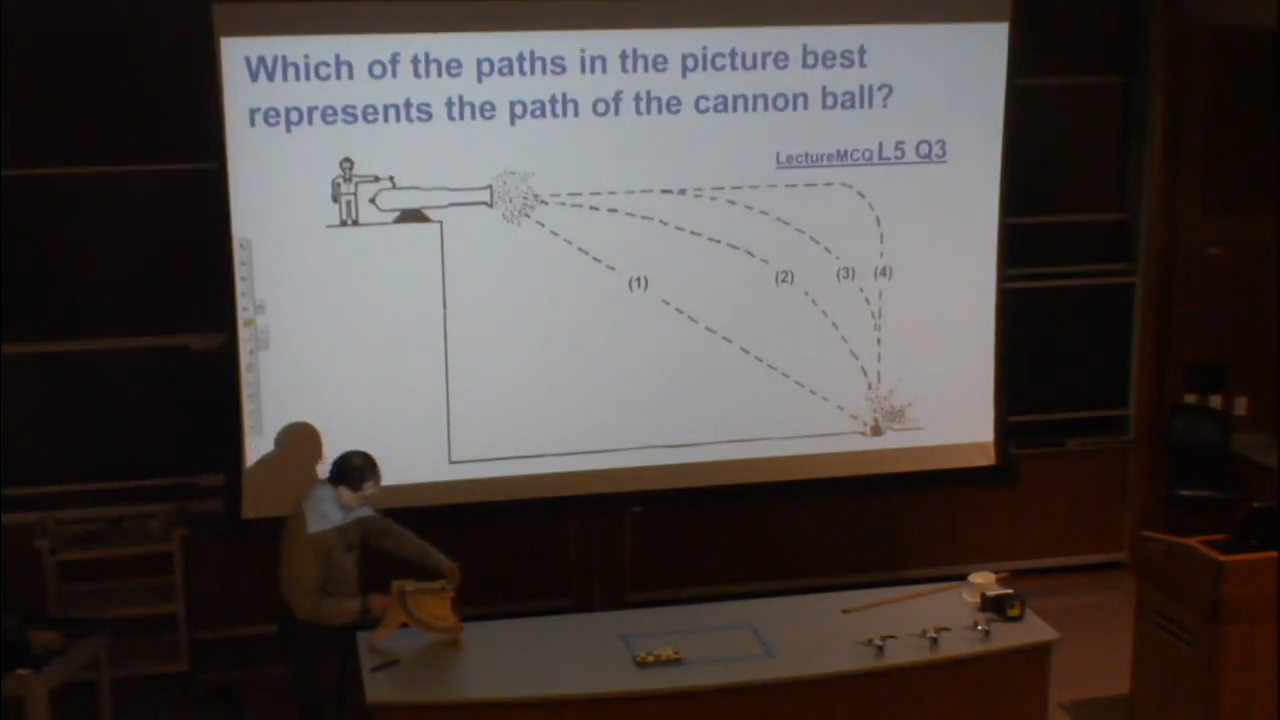 Which of the paths in the picture best
represents the path of the cannon ball?
LectureMCQ L5 Q3
(1)
(2)
(3)
(4)